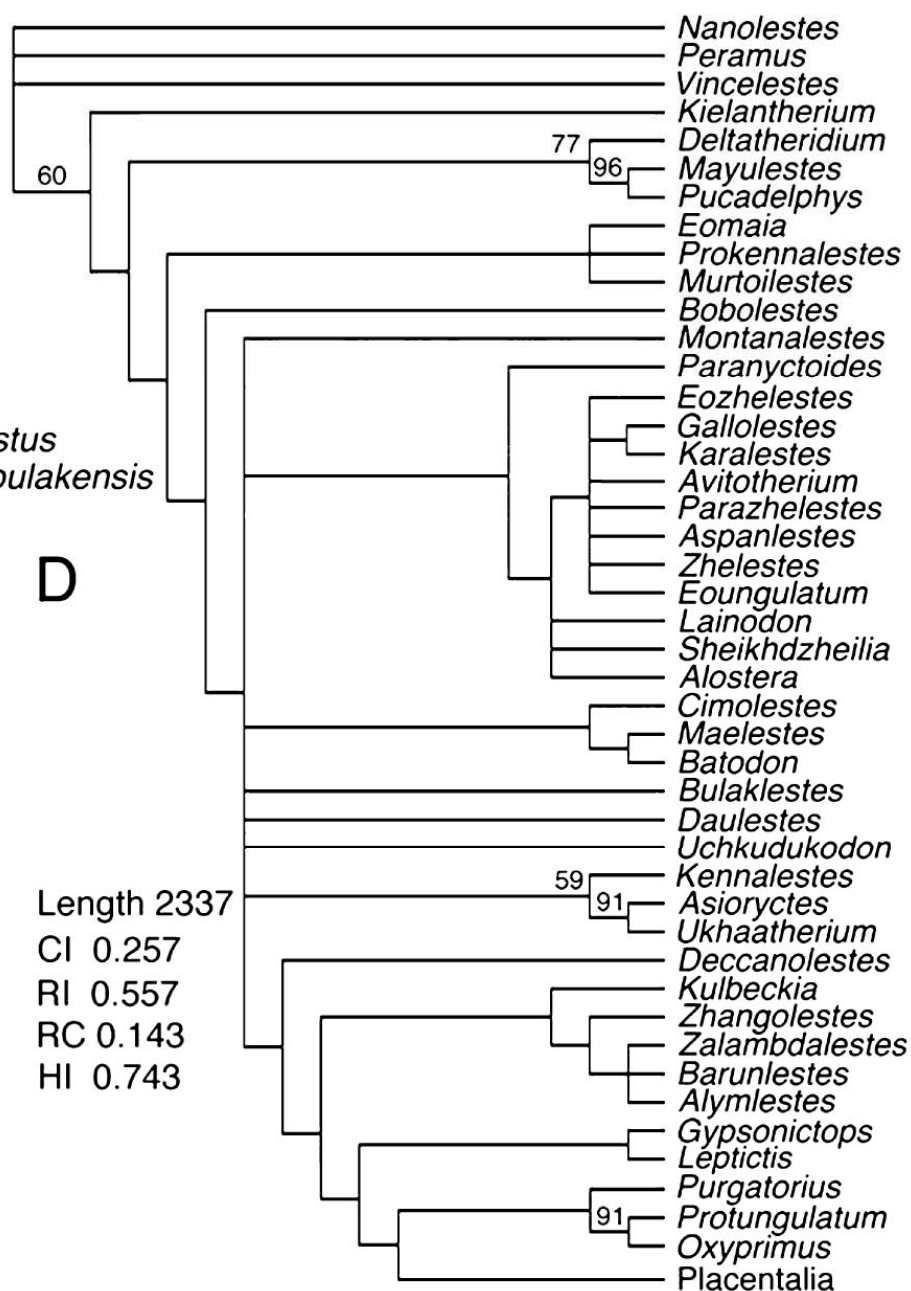 Nanolestes
Peramus
Vincelestes
Kielantherium
77
Deltatheridium
96
Mayulestes
60
Pucadelphys
Eomaia
Prokennalestes
Murtoilestes
Bobolestes
Montanalestes
Paranyctoides
Eozhelestes
Gallolestes
stus
Karalestes
bulakensis
Avitotherium
Parazhelestes
Aspanlestes
D
Zhelestes
Eoungulatum
Lainodon
Sheikhdzheilia
Alostera
Cimolestes
Maelestes
Batodon
Bulaklestes
Daulestes
Uchkudukodon
59
Kennalestes
91
Asioryctes
Ukhaatherium
Length 2337
CI 0.257
RI 0.557
RC 0.143
HI 0.743
Deccanolestes
Kulbeckia
Zhangolestes
Zalambdalestes
Barunlestes
Alymlestes
Gypsonictops
Leptictis
Purgatorius
91
Protungulatum
Oxyprimus
Placentalia